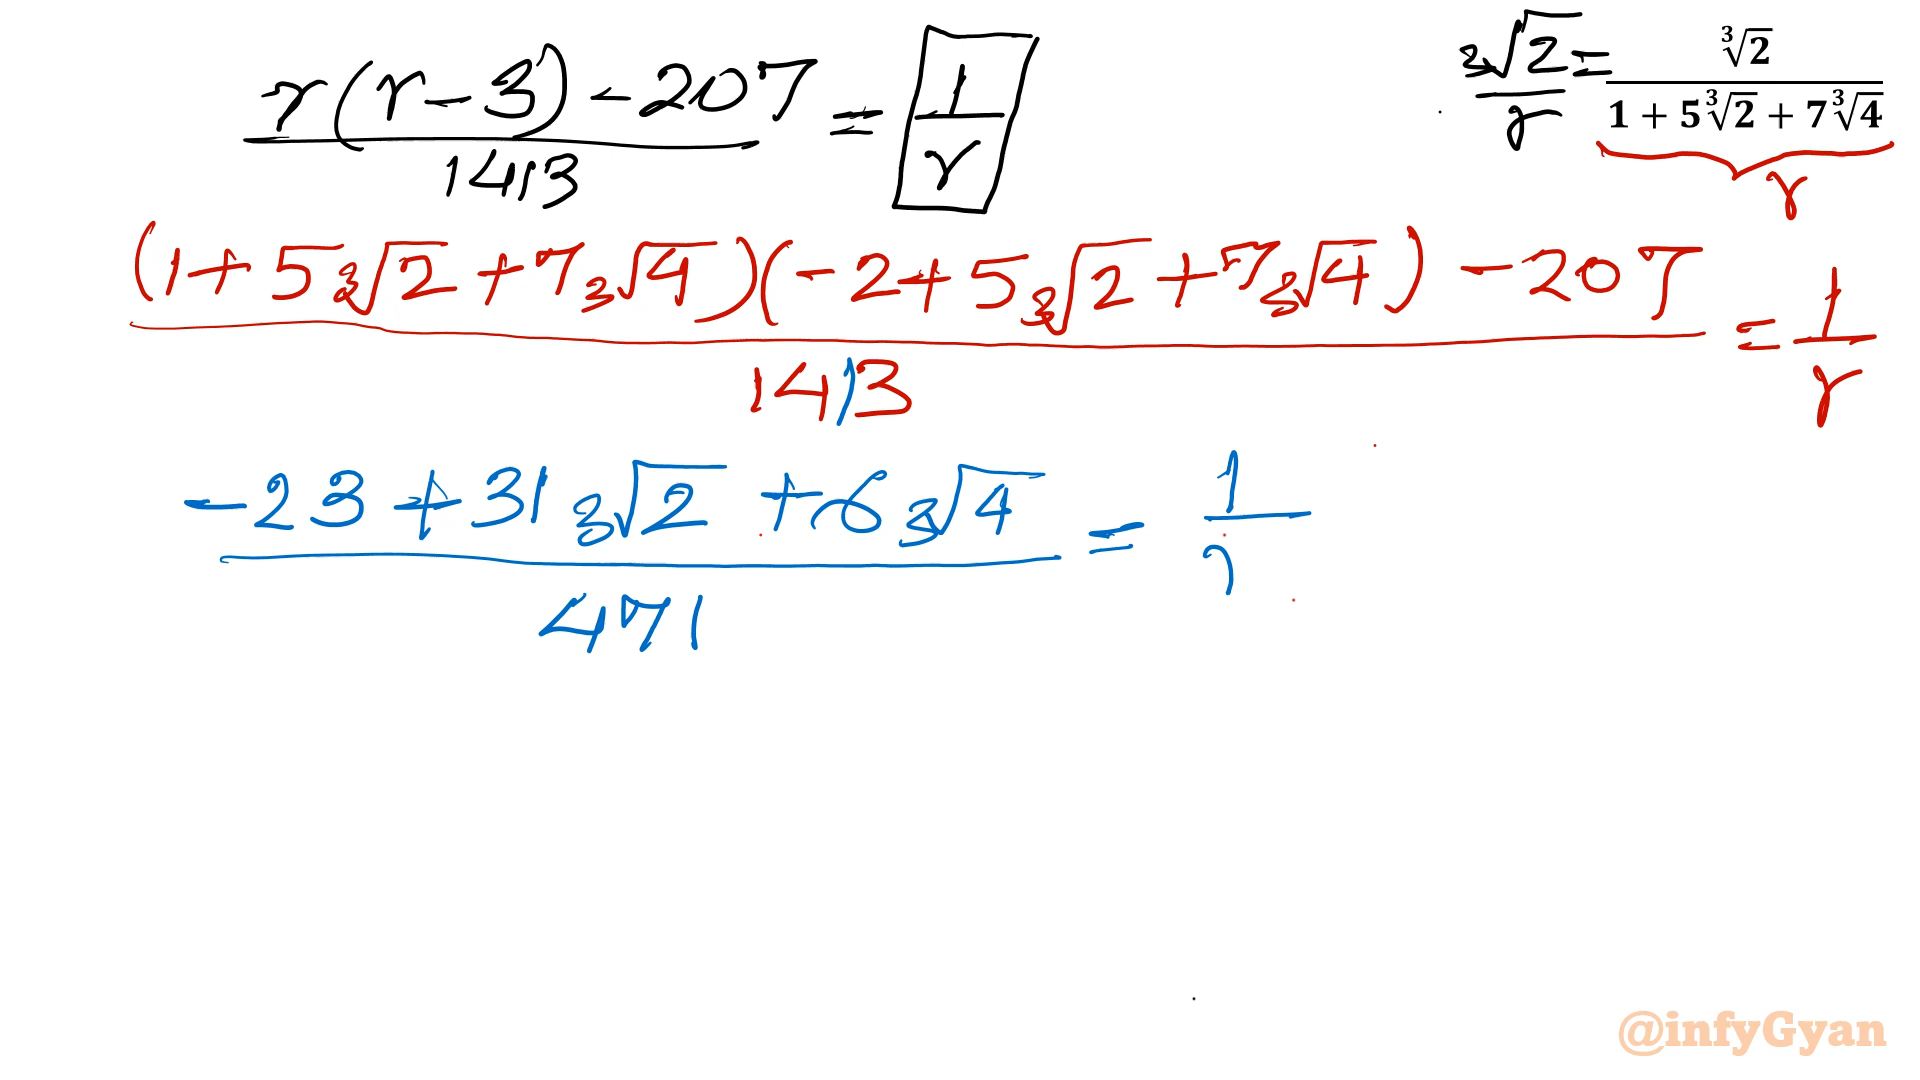 r(r-3)-207 / 1413 = 1/r
∛2/r = ∛2 / (1 + 5∛2 + 7∛4)
r
(1+5∛2+7∛4)(-2+5∛2+7∛4)-207 / 1413 = 1/r
-23+31∛2+6∛4 / 471 = 1/
@infyGyan